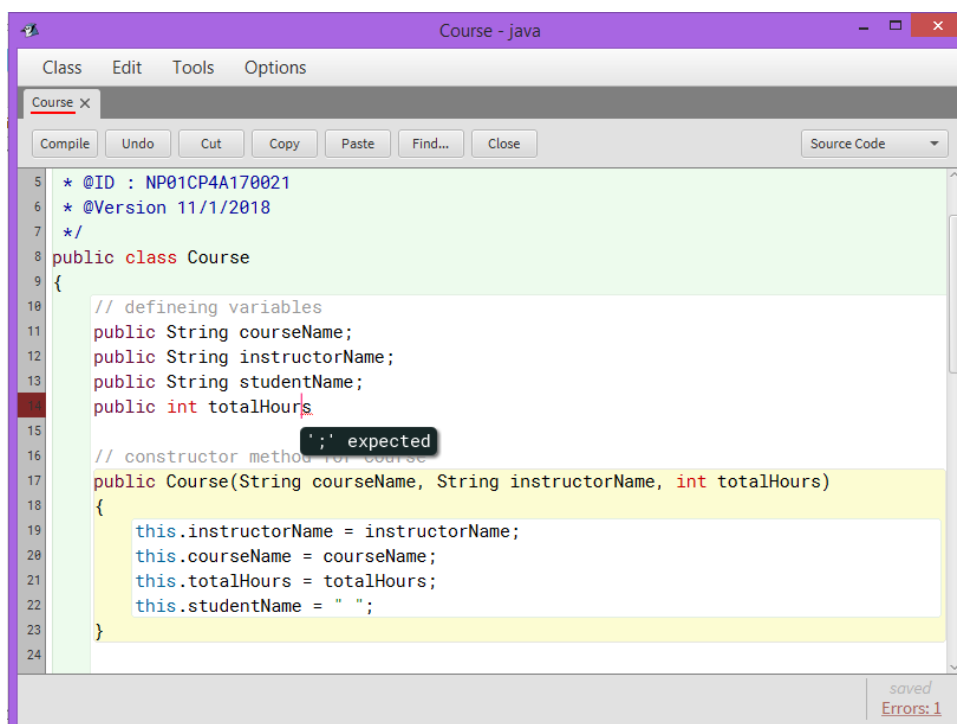 Course - java
Class Edit Tools Options
Course
Compile Undo Cut Copy Paste Find... Close Source Code
5 * @ID : NP01CP4A170021
6 * @Version 11/1/2018
7 */
8 public class Course
9 {
10 // defineing variables
11 public String courseName;
12 public String instructorName;
13 public String studentName;
14 public int totalHours
15
';' expected
16 // constructor method for Course
17 public Course(String courseName, String instructorName, int totalHours)
18 {
19 this.instructorName = instructorName;
20 this.courseName = courseName;
21 this.totalHours = totalHours;
22 this.studentName = " ";
23 }
24
saved
Errors: 1